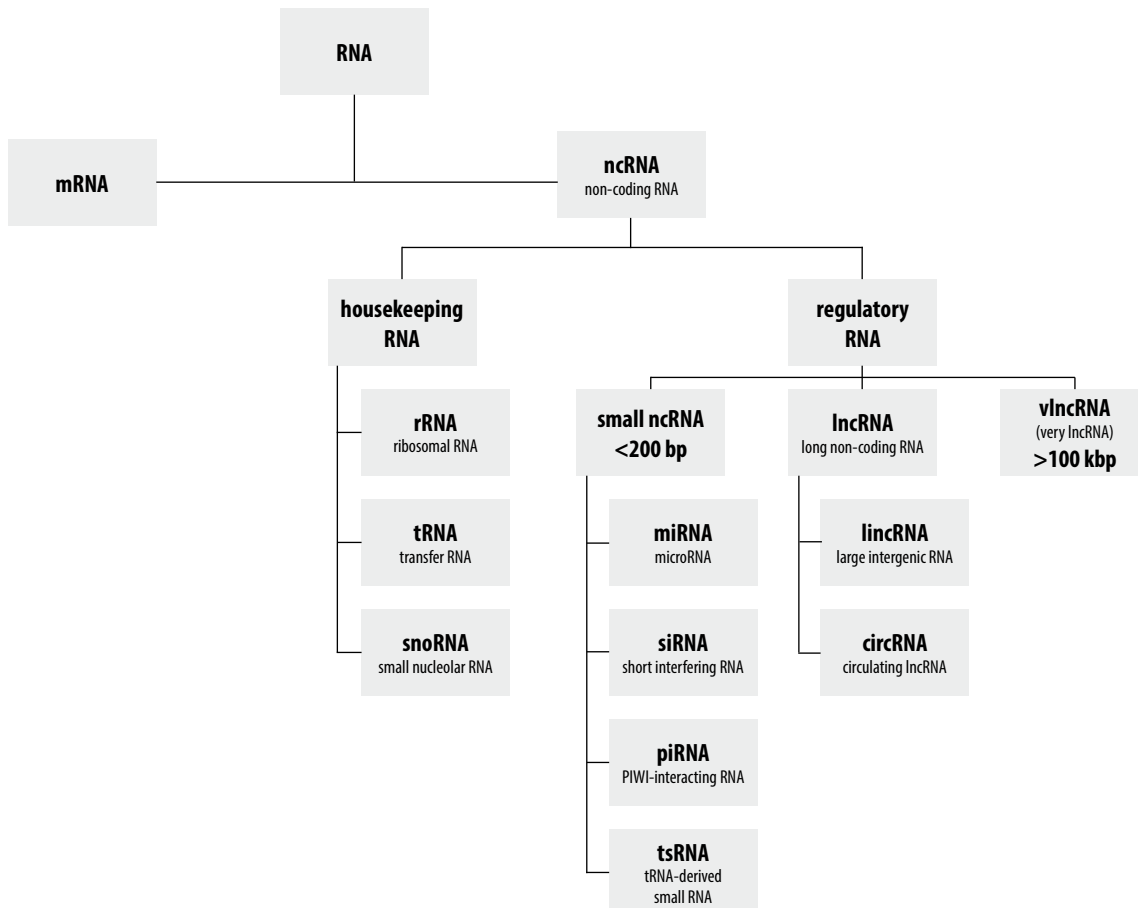 RNA
mRNA
ncRNA
non-coding RNA
housekeeping
RNA
regulatory
RNA
rRNA
ribosomal RNA
tRNA
transfer RNA
snoRNA
small nucleolar RNA
small ncRNA
<200 bp
miRNA
microRNA
siRNA
short interfering RNA
piRNA
PIWI-interacting RNA
tsRNA
tRNA-derived
small RNA
lncRNA
long non-coding RNA
lincRNA
large intergenic RNA
circRNA
circulating lncRNA
vlncRNA
(very lncRNA)
>100 kbp